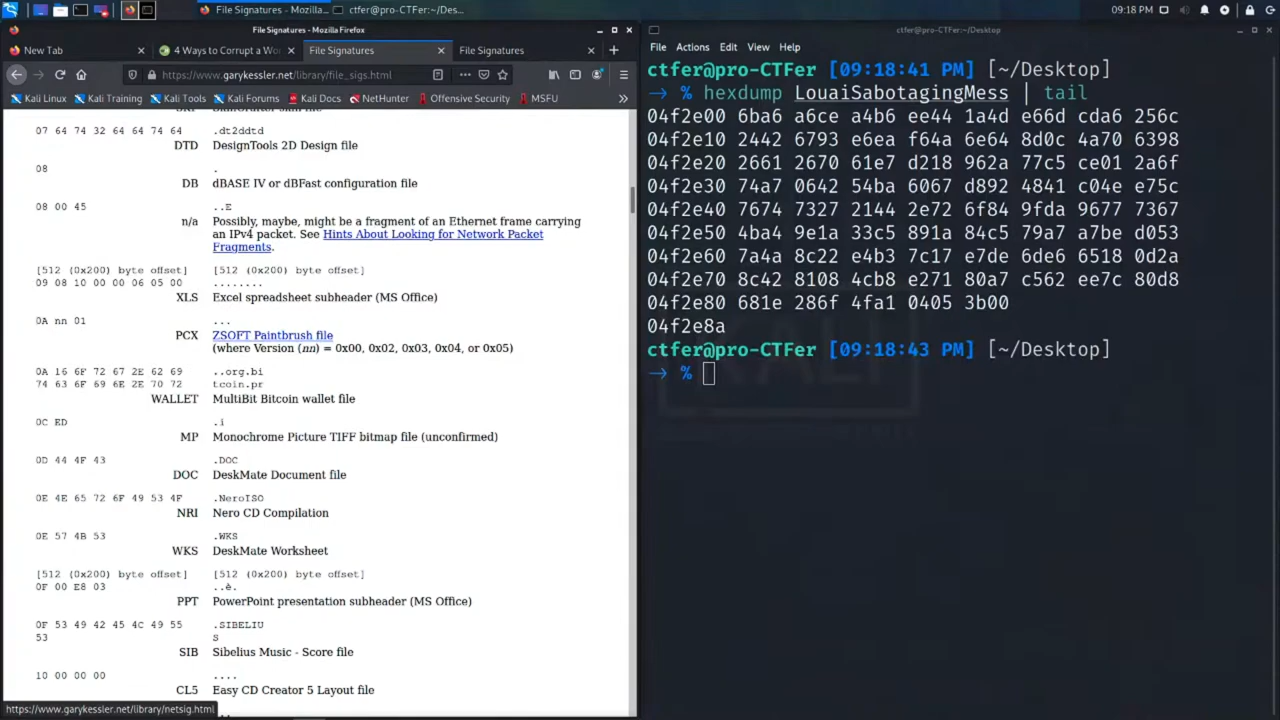 File Signatures - Mozilla...
ctfer@pro-CTFer:~/Des...
09:18 PM
File Signatures - Mozilla Firefox
New Tab
4 Ways to Corrupt a Wor
File Signatures
File Signatures
https://www.garykessler.net/library/file_sigs.html
Kali Linux
Kali Training
Kali Tools
Kali Forums
Kali Docs
NetHunter
Offensive Security
MSFU
07 64 74 32 64 64 74 64 .dt2ddtd
DTD DesignTools 2D Design file
08 .
DB dBASE IV or dBFast configuration file
08 00 45 ..E
n/a Possibly, maybe, might be a fragment of an Ethernet frame carrying
an IPv4 packet. See Hints About Looking for Network Packet
Fragments.
[512 (0x200) byte offset] [512 (0x200) byte offset]
09 08 10 00 00 06 05 00 ........
XLS Excel spreadsheet subheader (MS Office)
0A nn 01 ...
PCX ZSOFT Paintbrush file
(where Version (nn) = 0x00, 0x02, 0x03, 0x04, or 0x05)
0A 16 6F 72 67 2E 62 69 ..org.bi
74 63 6F 69 6E 2E 70 72 tcoin.pr
WALLET MultiBit Bitcoin wallet file
0C ED .í
MP Monochrome Picture TIFF bitmap file (unconfirmed)
0D 44 4F 43 .DOC
DOC DeskMate Document file
0E 4E 65 72 6F 49 53 4F .NeroISO
NRI Nero CD Compilation
0E 57 4B 53 .WKS
WKS DeskMate Worksheet
[512 (0x200) byte offset] [512 (0x200) byte offset]
0F 00 E8 03 ..è.
PPT PowerPoint presentation subheader (MS Office)
0F 53 49 42 45 4C 49 55 .SIBELIU
53 S
SIB Sibelius Music - Score file
10 00 00 00 ....
CL5 Easy CD Creator 5 Layout file
https://www.garykessler.net/library/netsig.html
ctfer@pro-CTFer:~/Desktop
File Actions Edit View Help
ctfer@pro-CTFer [09:18:41 PM] [~/Desktop]
→ % hexdump LouaiSabotagingMess | tail
04f2e00 6ba6 a6ce a4b6 ee44 1a4d e66d cda6 256c
04f2e10 2442 6793 e6ea f64a 6e64 8d0c 4a70 6398
04f2e20 2661 2670 61e7 d218 962a 77c5 ce01 2a6f
04f2e30 74a7 0642 54ba 6067 d892 4841 c04e e75c
04f2e40 7674 7327 2144 2e72 6f84 9fda 9677 7367
04f2e50 4ba4 9e1a 33c5 891a 84c5 79a7 a7be d053
04f2e60 7a4a 8c22 e4b3 7c17 e7de 6de6 6518 0d2a
04f2e70 8c42 8108 4cb8 e271 80a7 c562 ee7c 80d8
04f2e80 681e 286f 4fa1 0405 3b00
04f2e8a
ctfer@pro-CTFer [09:18:43 PM] [~/Desktop]
→ %